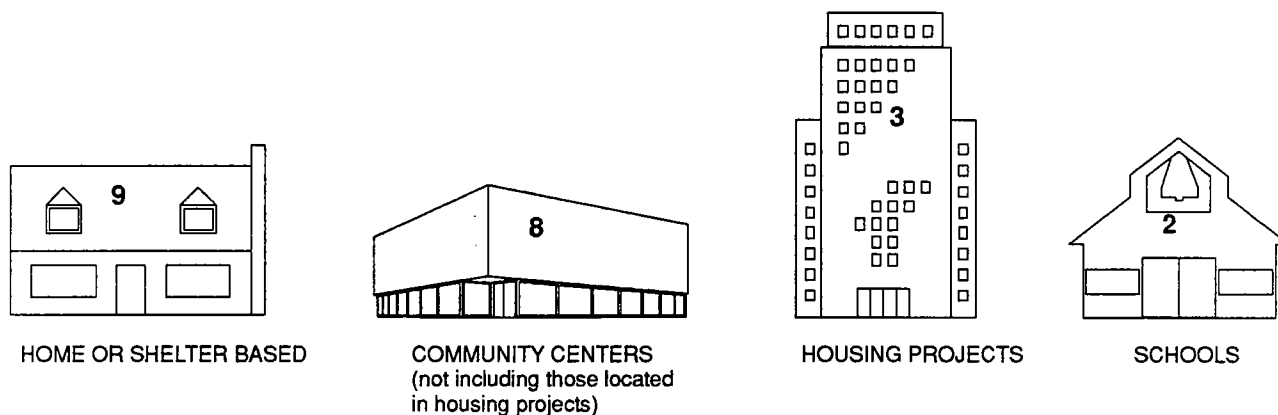 9
8
3
2
HOME OR SHELTER BASED
COMMUNITY CENTERS
(not including those located
in housing projects)
HOUSING PROJECTS
SCHOOLS